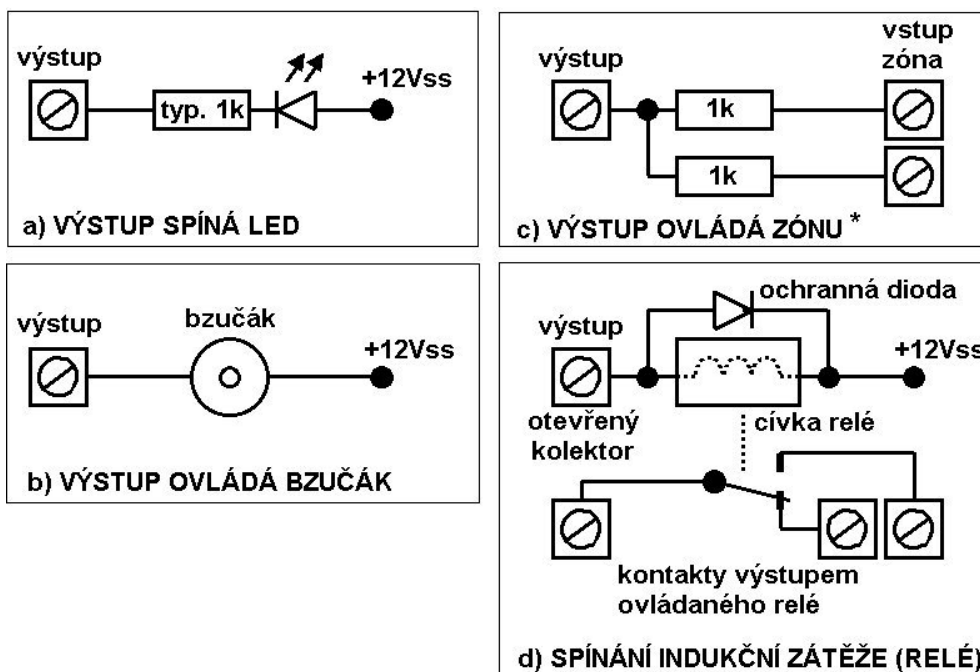 výstup
typ. 1k
+12Vss
a) VÝSTUP SPÍNÁ LED
výstup
bzučák
+12Vss
b) VÝSTUP OVLÁDÁ BZUČÁK
výstup
vstup
zóna
1k
1k
c) VÝSTUP OVLÁDÁ ZÓNU *
ochranná dioda
výstup
+12Vss
otevřený
kolektor
cívka relé
kontakty výstupem
ovládaného relé
d) SPÍNÁNÍ INDUKČNÍ ZÁTĚŽE (RELÉ)